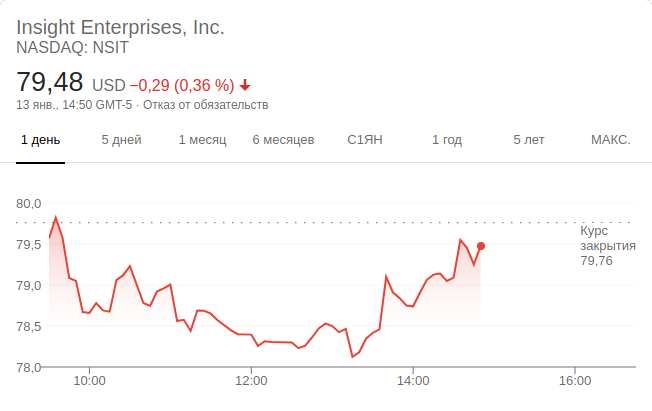 Insight Enterprises, Inc.
NASDAQ: NSIT
79,48 USD −0,29 (0,36 %)
13 янв., 14:50 GMT-5 · Отказ от обязательств
1 день 5 дней 1 месяц 6 месяцев С1ЯН 1 год 5 лет МАКС.
80,0
79,5
79,0
78,5
78,0
Курс
закрытия
79,76
10:00 12:00 14:00 16:00